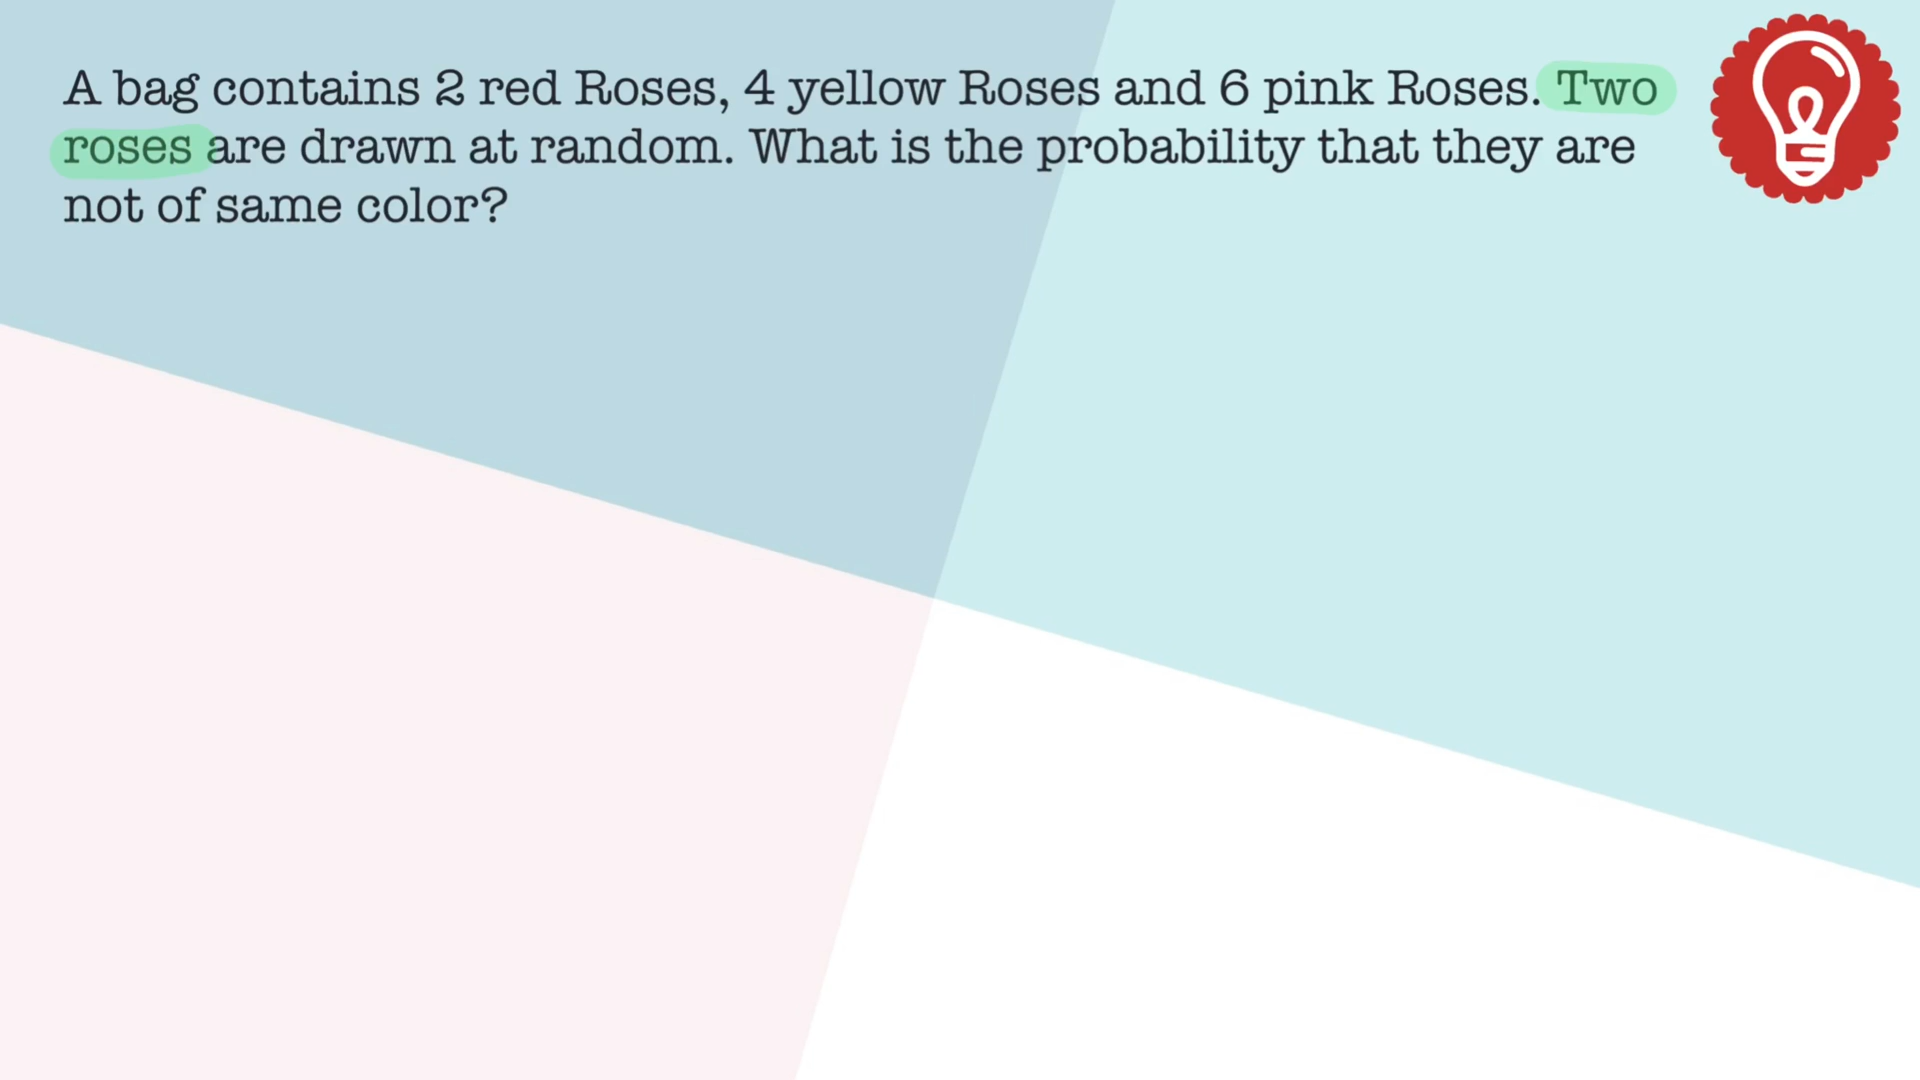 A bag contains 2 red Roses, 4 yellow Roses and 6 pink Roses. Two
roses are drawn at random. What is the probability that they are
not of same color?